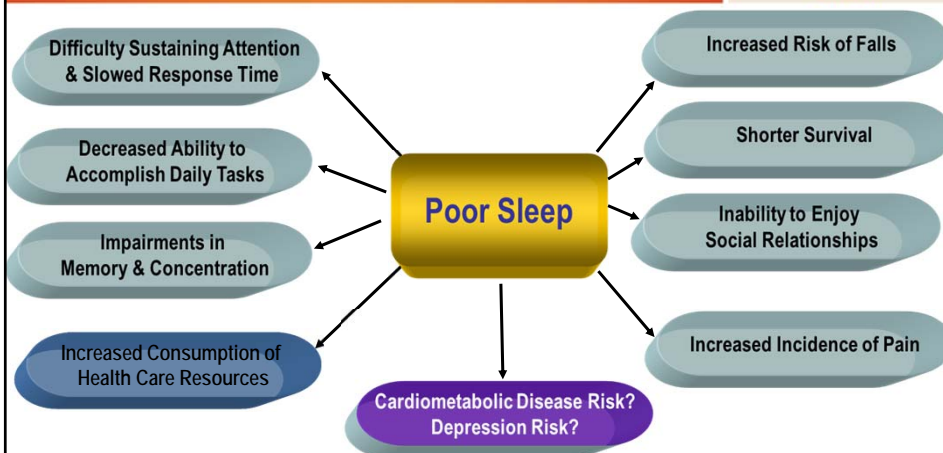 Difficulty Sustaining Attention
& Slowed Response Time
Decreased Ability to
Accomplish Daily Tasks
Impairments in
Memory & Concentration
Increased Consumption of
Health Care Resources
Poor Sleep
Cardiometabolic Disease Risk?
Depression Risk?
Increased Risk of Falls
Shorter Survival
Inability to Enjoy
Social Relationships
Increased Incidence of Pain